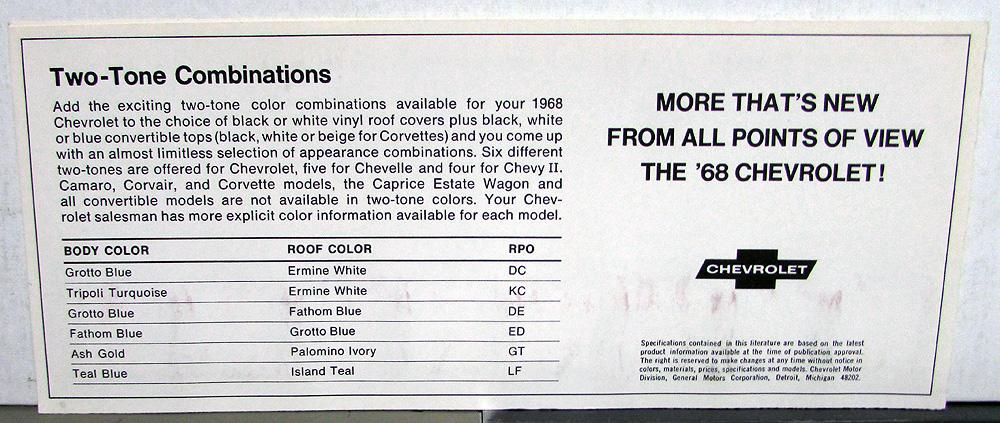 Two-Tone Combinations
Add the exciting two-tone color combinations available for your 1968
Chevrolet to the choice of black or white vinyl roof covers plus black, white
or blue convertible tops (black, white or beige for Corvettes) and you come up
with an almost limitless selection of appearance combinations. Six different
two-tones are offered for Chevrolet, five for Chevelle and four for Chevy II.
Camaro, Corvair, and Corvette models, the Caprice Estate Wagon and
all convertible models are not available in two-tone colors. Your Chev-
rolet salesman has more explicit color information available for each model.
BODY COLOR ROOF COLOR RPO
Grotto Blue Ermine White DC
Tripoli Turquoise Ermine White KC
Grotto Blue Fathom Blue DE
Fathom Blue Grotto Blue ED
Ash Gold Palomino Ivory GT
Teal Blue Island Teal LF
MORE THAT'S NEW
FROM ALL POINTS OF VIEW
THE '68 CHEVROLET!
CHEVROLET
Specifications contained in this literature are based on the latest
product information available at the time of publication approval.
The right is reserved to make changes at any time without notice in
colors, materials, prices, specifications and models. Chevrolet Motor
Division, General Motors Corporation, Detroit, Michigan 48202.